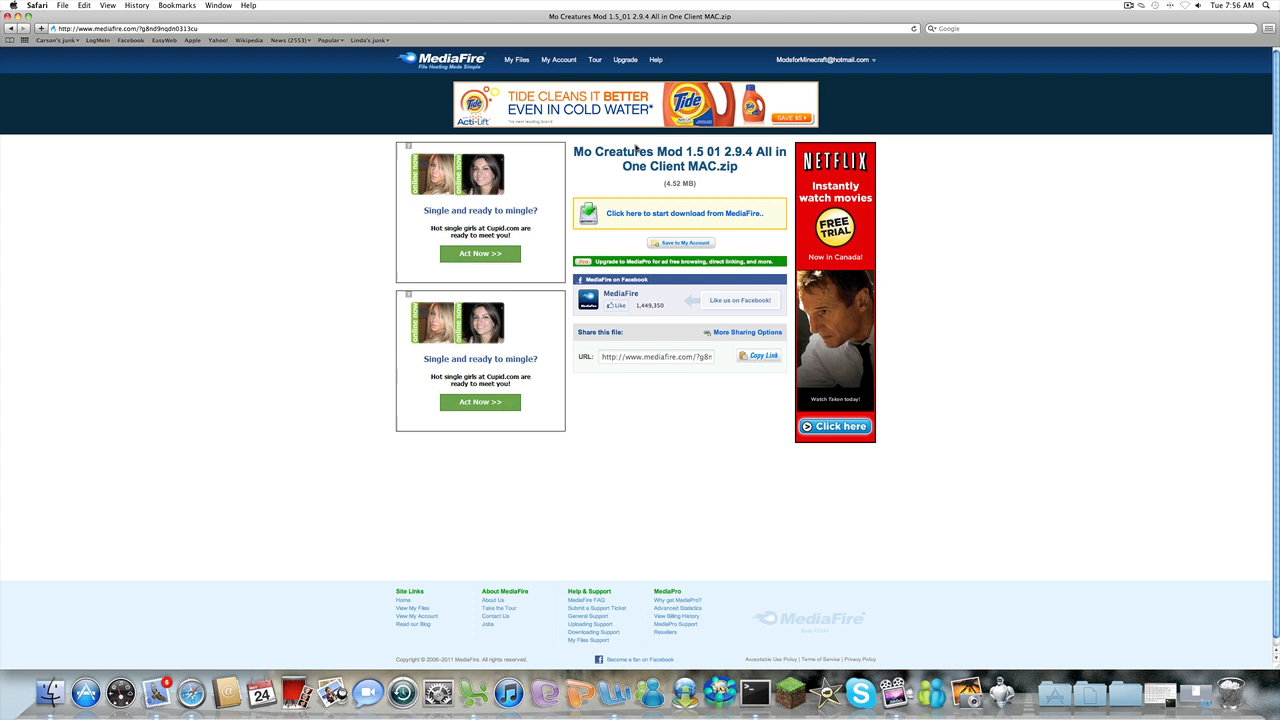 Safari File Edit View History Bookmarks Window Help
Tue 7:56 AM
Mo Creatures Mod 1.5_01 2.9.4 All in One Client MAC.zip
http://www.mediafire.com/?g8nd9nqdn0313cu
Google
Carson's junk LogMeIn Facebook EasyWeb Apple Yahoo! Wikipedia News (2553) Popular Linda's junk
MediaFire
File Hosting Made Simple
My Files My Account Tour Upgrade Help
ModsforMinecraft@hotmail.com
TIDE CLEANS IT BETTER
EVEN IN COLD WATER*
Tide
Acti-Lift
*vs. next leading brand
Tide
SAVE $5
online now
Single and ready to mingle?
Hot single girls at Cupid.com are
ready to meet you!
Act Now >>
online now
Single and ready to mingle?
Hot single girls at Cupid.com are
ready to meet you!
Act Now >>
Mo Creatures Mod 1.5 01 2.9.4 All in
One Client MAC.zip
(4.52 MB)
Click here to start download from MediaFire..
Save to My Account
Pro Upgrade to MediaPro for ad free browsing, direct linking, and more.
MediaFire on Facebook
MediaFire
Like 1,449,350
Like us on Facebook!
Share this file: More Sharing Options
URL: http://www.mediafire.com/?g8n
Copy Link
NETFLIX
Instantly
watch movies
FREE
TRIAL
Now in Canada!
Watch Taken today!
Click here
Site Links
Home
View My Files
View My Account
Read our Blog
About MediaFire
About Us
Take the Tour
Contact Us
Jobs
Help & Support
MediaFire FAQ
Submit a Support Ticket
General Support
Uploading Support
Downloading Support
My Files Support
MediaPro
Why get MediaPro?
Advanced Statistics
View Billing History
MediaPro Support
Resellers
MediaFire
Copyright © 2006-2011 MediaFire. All rights reserved.
Become a fan on Facebook
Acceptable Use Policy | Terms of Service | Privacy Policy
24